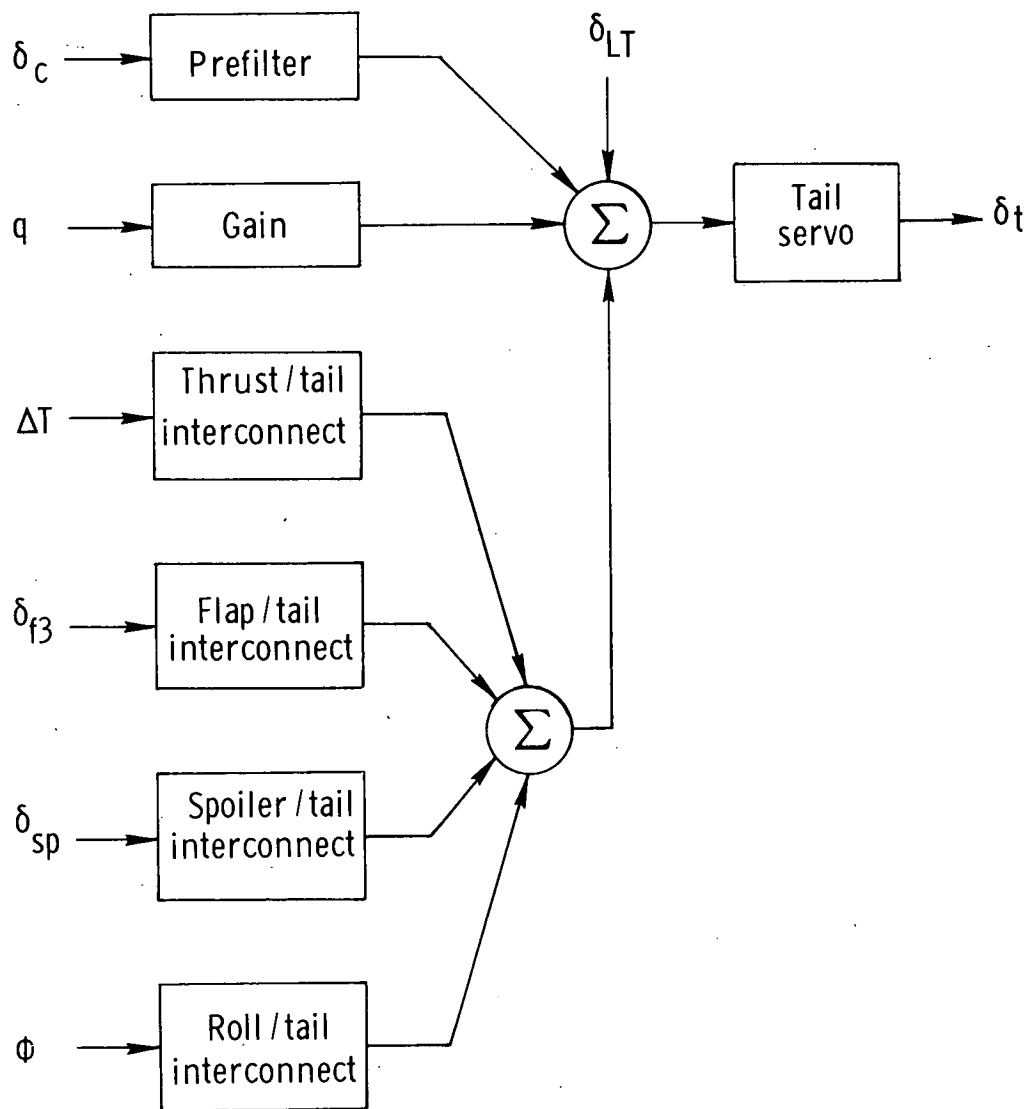 δc
Prefilter
δLT
q
Gain
Σ
Tail
servo
δt
ΔT
Thrust/tail
interconnect
δf3
Flap/tail
interconnect
Σ
δsp
Spoiler/tail
interconnect
Φ
Roll/tail
interconnect